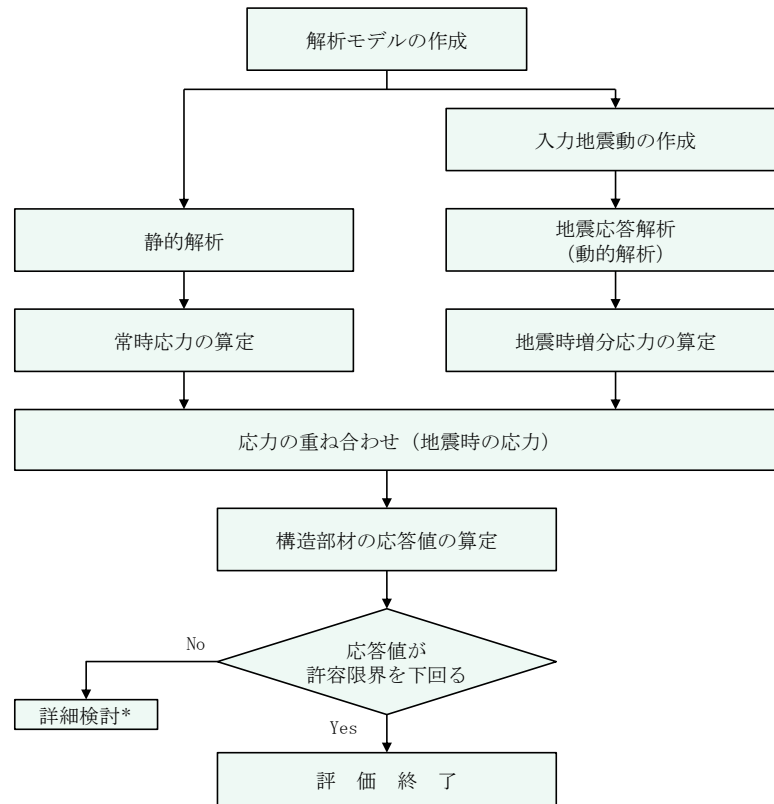 解析モデルの作成
入力地震動の作成
静的解析
地震応答解析
(動的解析)
常時応力の算定
地震時増分応力の算定
応力の重ね合わせ（地震時の応力）
構造部材の応答値の算定
No
応答値が
許容限界を下回る
詳細検討*
Yes
評　価　終　了